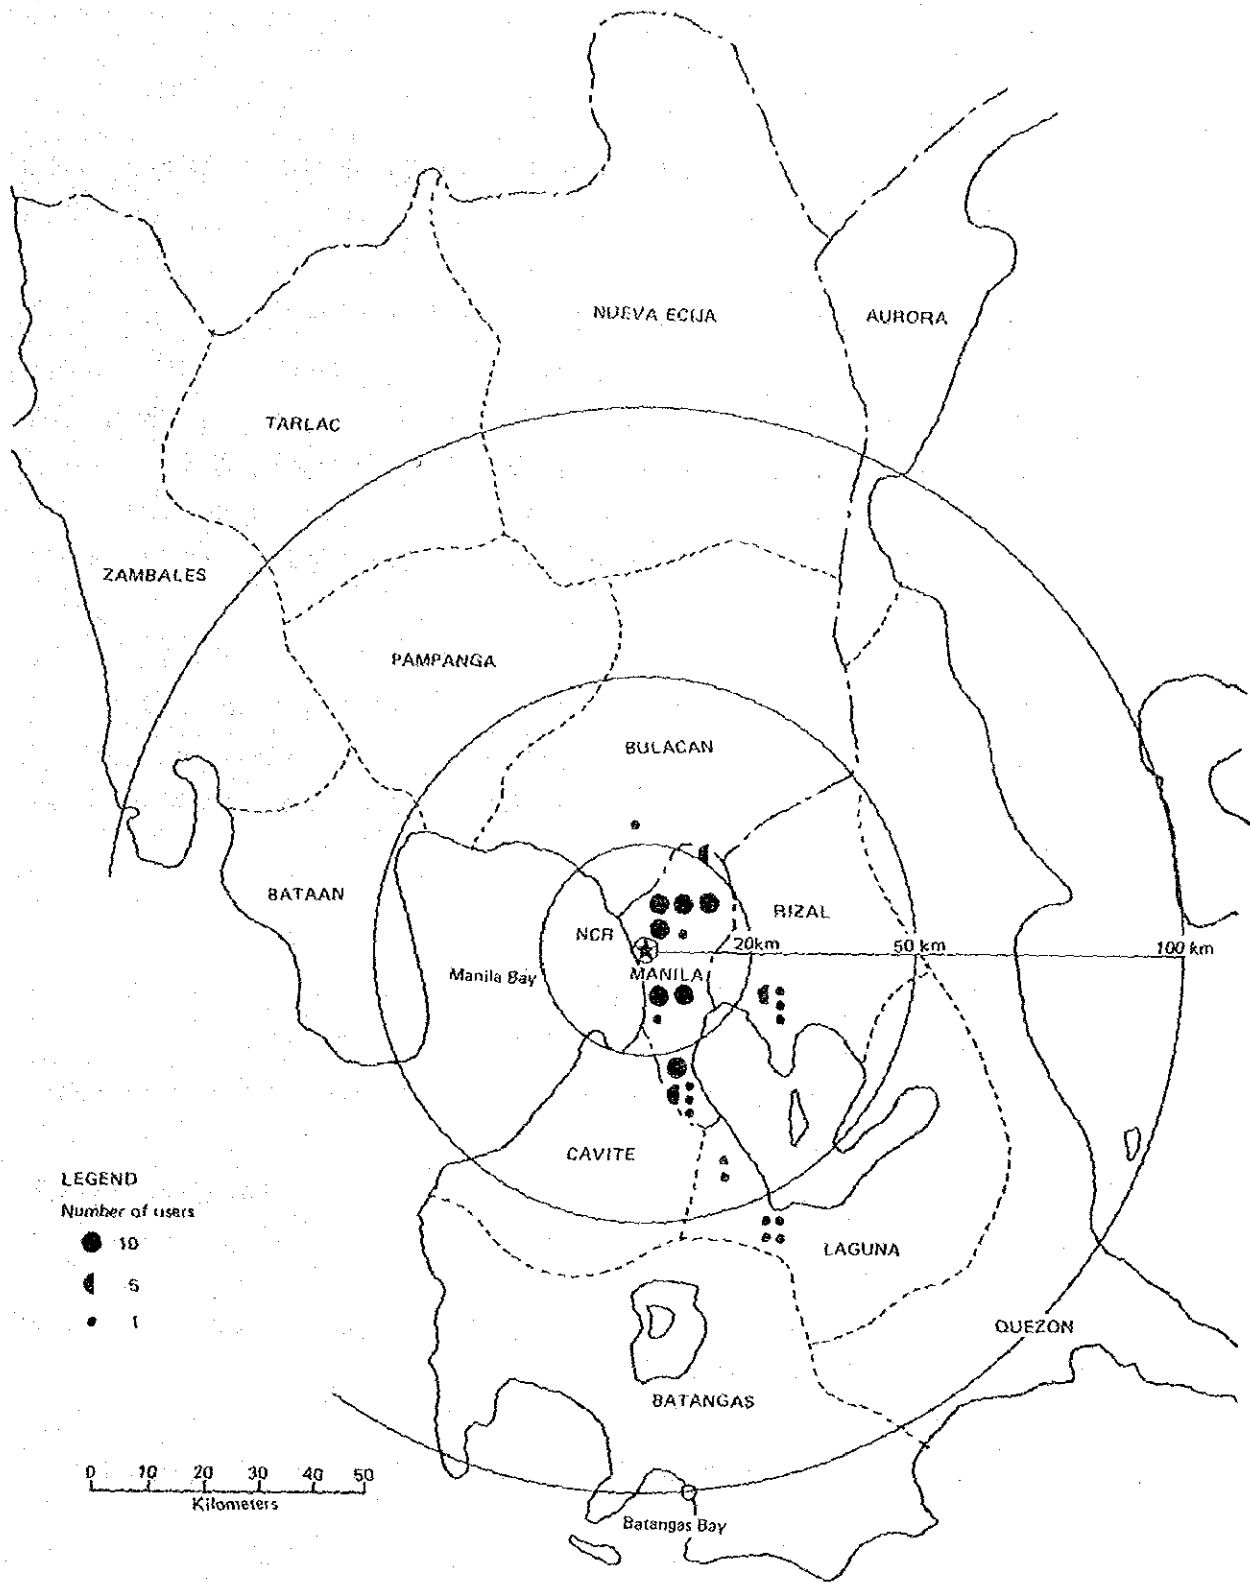 NUEVA ECIJA
AURORA
TARLAC
ZAMBALES
PAMPANGA
BULACAN
BATAAN
RIZAL
NCR
20km
50 km
100 km
Manila Bay
MANILA
CAVITE
LEGEND
Number of users
10
5
1
LAGUNA
QUEZON
BATANGAS
0 10 20 30 40 50
Kilometers
Batangas Bay